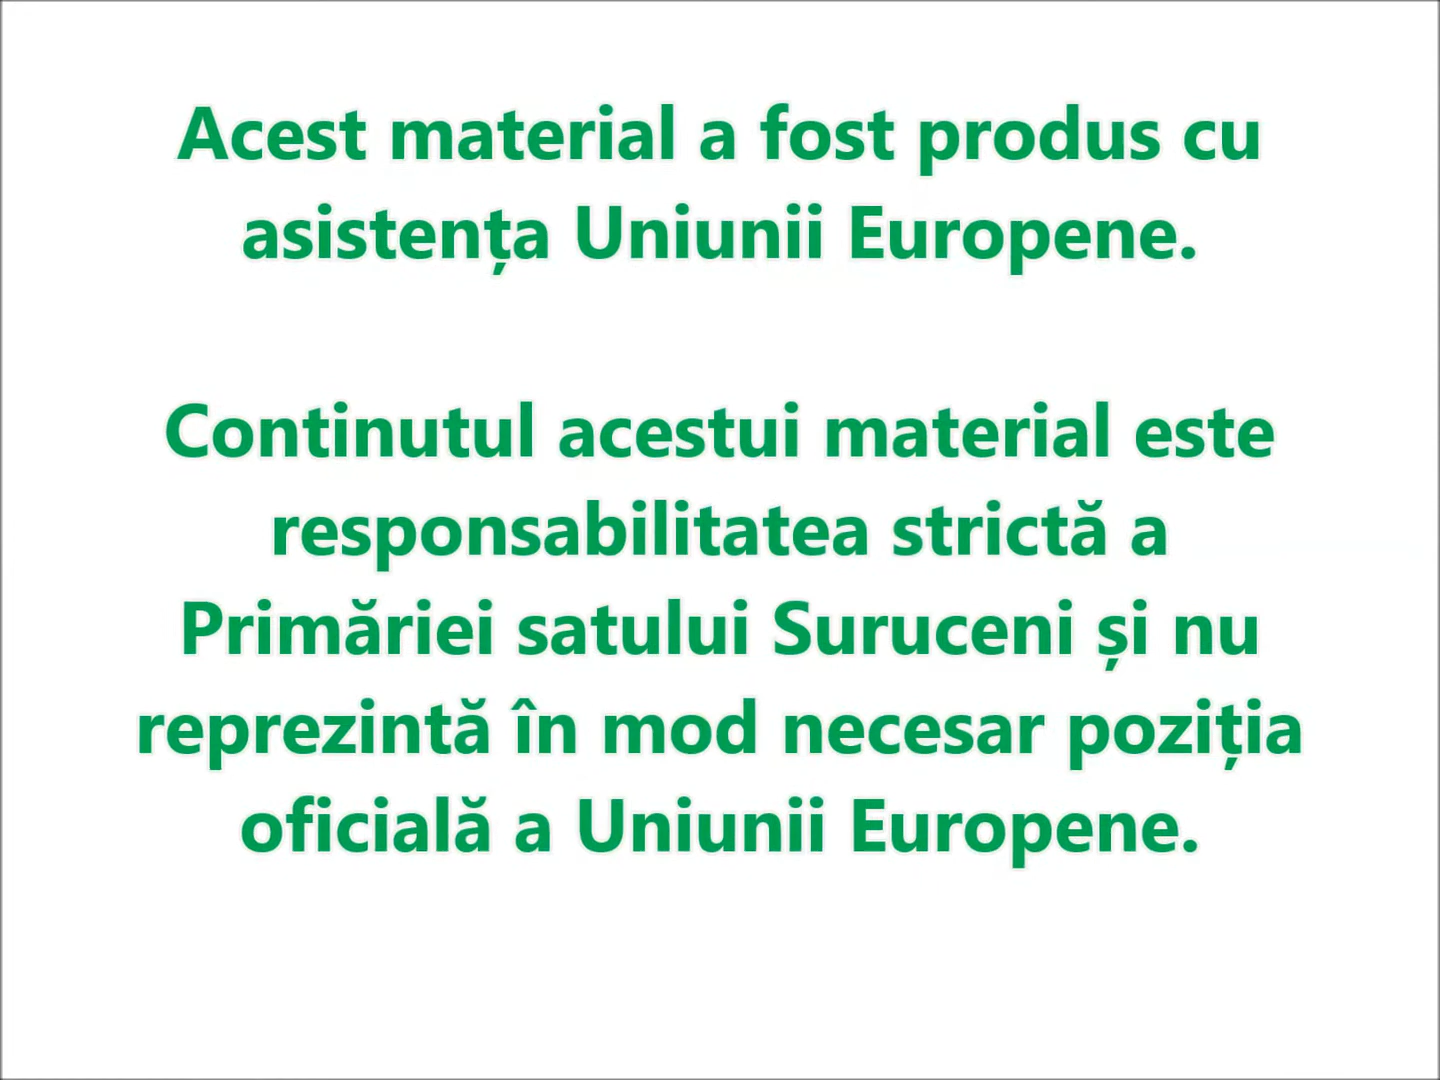 Acest material a fost produs cu
asistența Uniunii Europene.
Continutul acestui material este
responsabilitatea strictă a
Primăriei satului Suruceni și nu
reprezintă în mod necesar poziția
oficială a Uniunii Europene.